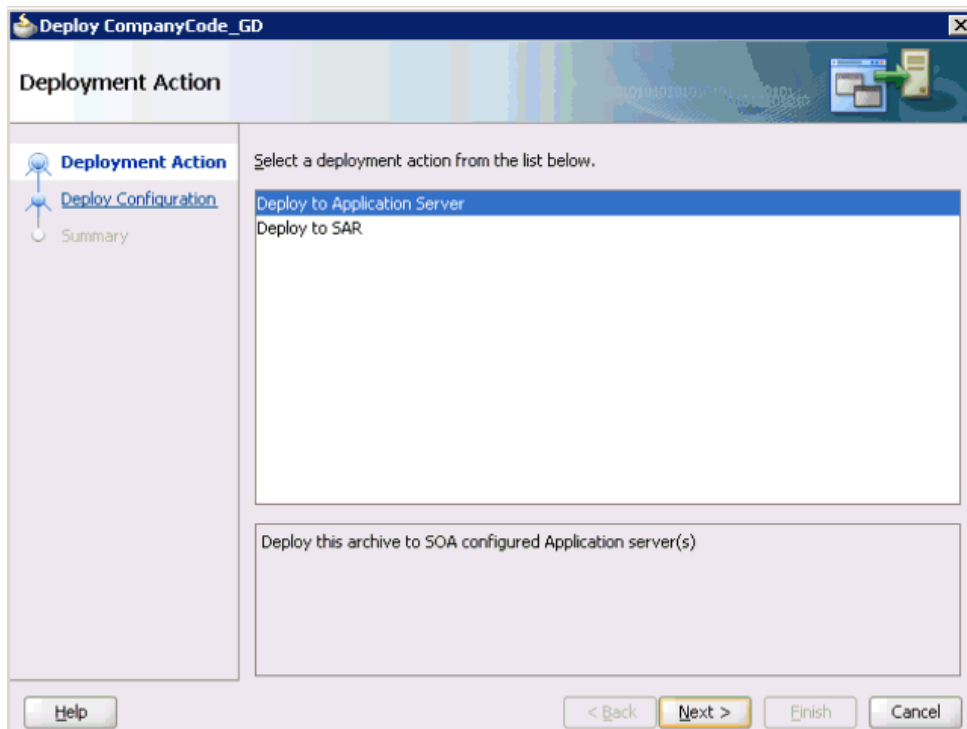 Deploy CompanyCode_GD
Deployment Action
Deployment Action
Deploy Configuration
Summary
Select a deployment action from the list below.
Deploy to Application Server
Deploy to SAR
Deploy this archive to SOA configured Application server(s)
Help
< Back
Next >
Finish
Cancel